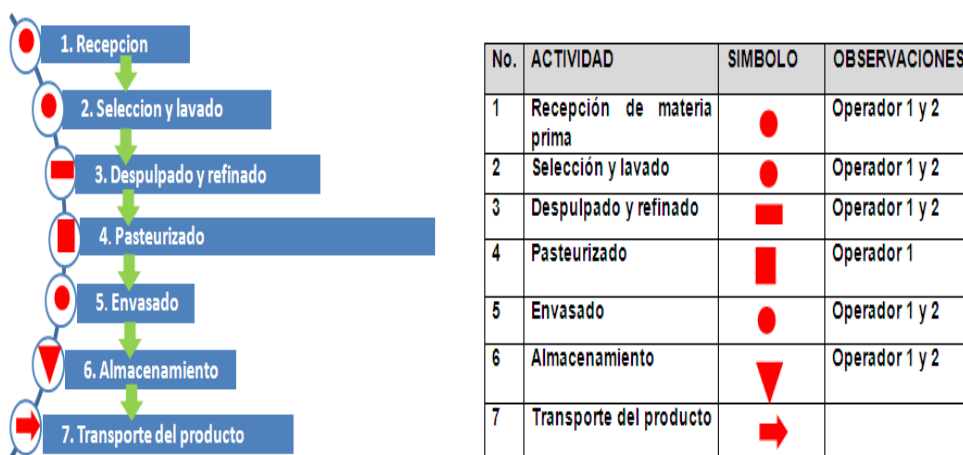 1. Recepcion
2. Seleccion y lavado
3. Despulpado y refinado
4. Pasteurizado
5. Envasado
6. Almacenamiento
7. Transporte del producto
No. ACTIVIDAD SIMBOLO OBSERVACIONES
1 Recepción de materia Operador 1 y 2
prima
2 Selección y lavado Operador 1 y 2
3 Despulpado y refinado Operador 1 y 2
4 Pasteurizado Operador 1
5 Envasado Operador 1 y 2
6 Almacenamiento Operador 1 y 2
7 Transporte del producto